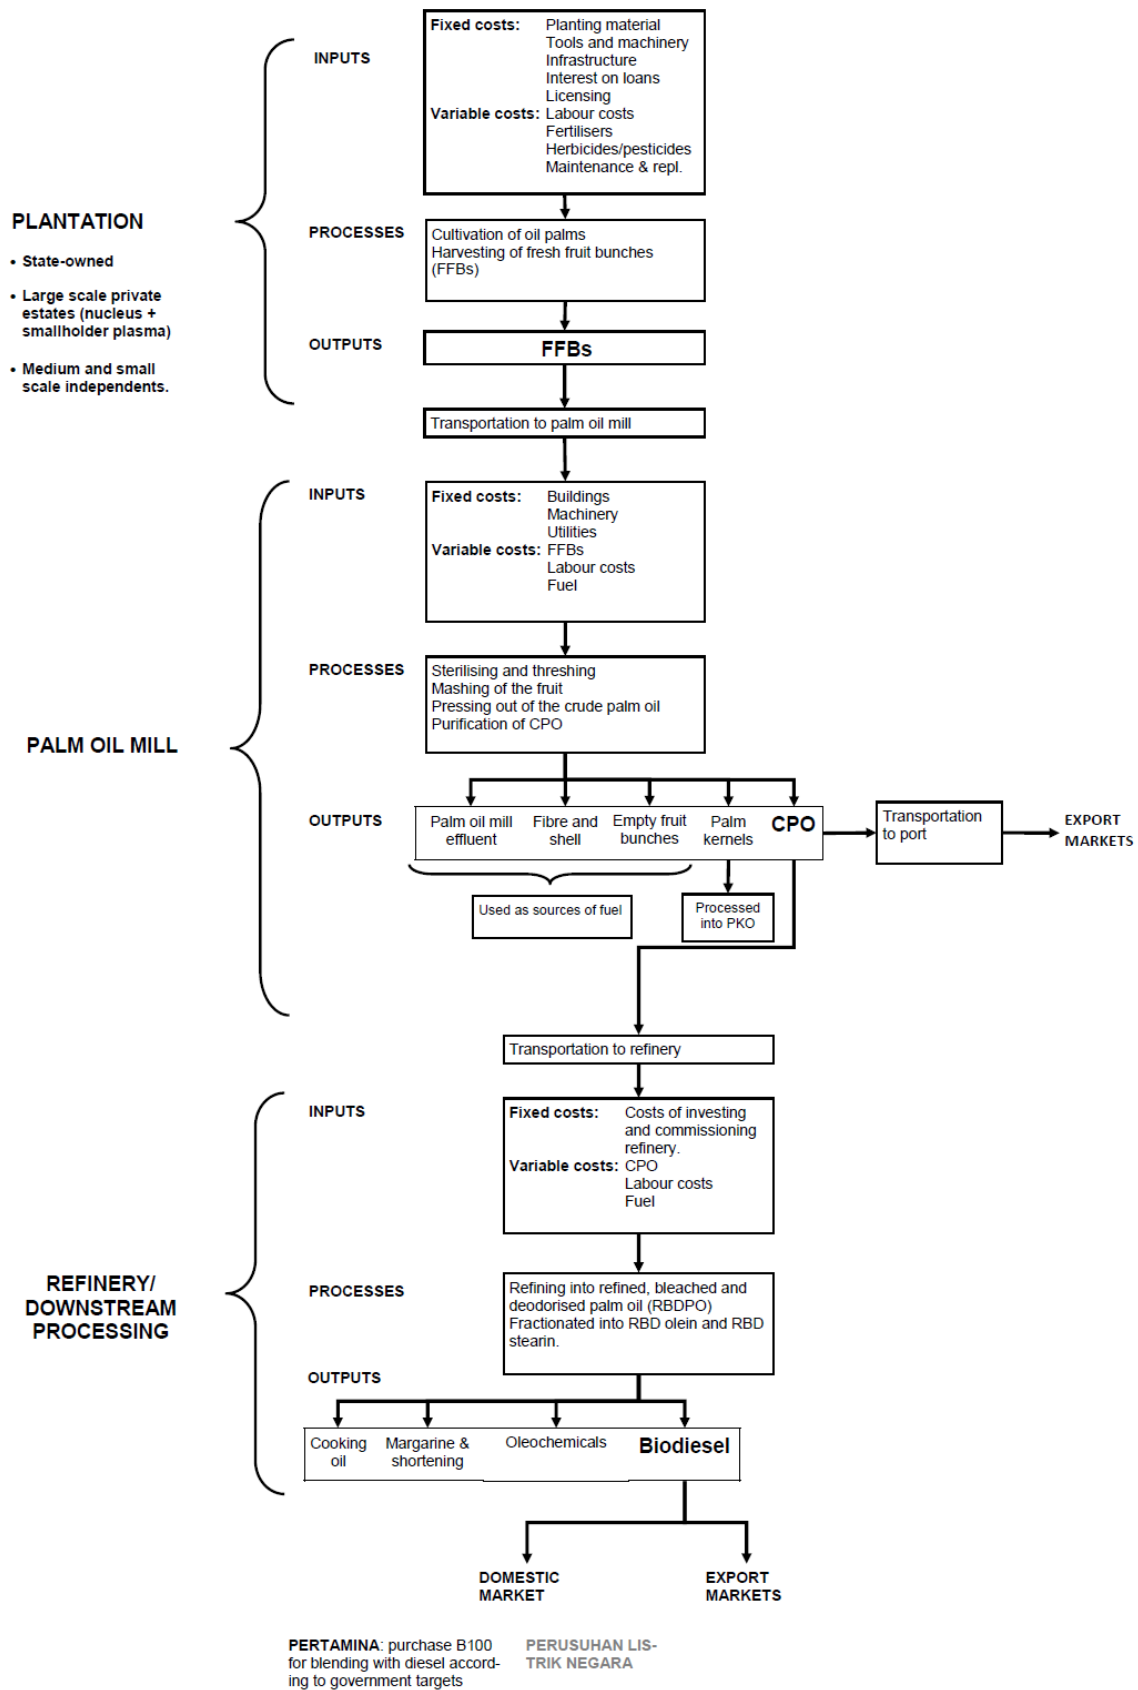 Fixed costs: Planting material
Tools and machinery
Infrastructure
Interest on loans
Licensing
Variable costs: Labour costs
Fertilisers
Herbicides/pesticides
Maintenance & repl.
INPUTS
PLANTATION
• State-owned
• Large scale private
estates (nucleus +
smallholder plasma)
• Medium and small
scale independents.
PROCESSES
Cultivation of oil palms
Harvesting of fresh fruit bunches
(FFBs)
OUTPUTS
FFBs
Transportation to palm oil mill
INPUTS
Fixed costs: Buildings
Machinery
Utilities
Variable costs: FFBs
Labour costs
Fuel
PROCESSES
Sterilising and threshing
Mashing of the fruit
Pressing out of the crude palm oil
Purification of CPO
PALM OIL MILL
OUTPUTS
Palm oil mill
effluent
Fibre and
shell
Empty fruit
bunches
Palm
kernels
CPO
Transportation
to port
EXPORT
MARKETS
Used as sources of fuel
Processed
into PKO
Transportation to refinery
INPUTS
Fixed costs: Costs of investing
and commissioning
refinery.
Variable costs: CPO
Labour costs
Fuel
REFINERY/
DOWNSTREAM
PROCESSING
PROCESSES
Refining into refined, bleached and
deodorised palm oil (RBDPO)
Fractionated into RBD olein and RBD
stearin.
OUTPUTS
Cooking
oil
Margarine &
shortening
Oleochemicals
Biodiesel
DOMESTIC
MARKET
EXPORT
MARKETS
PERTAMINA: purchase B100
for blending with diesel accord-
ing to government targets
PERUSUHAN LIS-
TRIK NEGARA